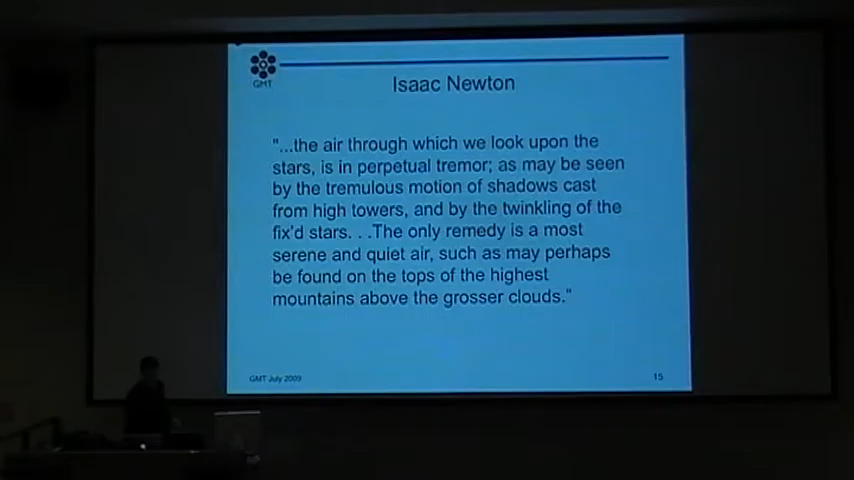 GMT
Isaac Newton
"...the air through which we look upon the
stars, is in perpetual tremor; as may be seen
by the tremulous motion of shadows cast
from high towers, and by the twinkling of the
fix'd stars. . .The only remedy is a most
serene and quiet air, such as may perhaps
be found on the tops of the highest
mountains above the grosser clouds."
GMT July 2009
15